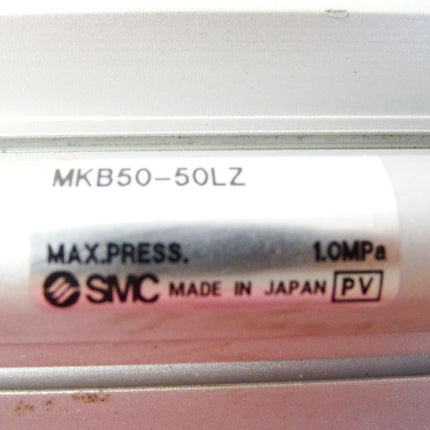 MKB50-50LZ
MAX.PRESS. 1.0MPa
SMC MADE IN JAPAN PV